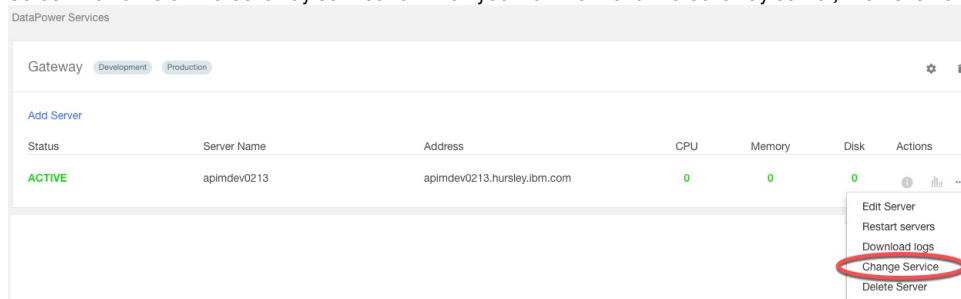 DataPower Services
Gateway Development Production
Add Server
Status Server Name Address CPU Memory Disk Actions
ACTIVE apimdev0213 apimdev0213.hursley.ibm.com 0 0 0
Edit Server
Restart servers
Download logs
Change Service
Delete Server